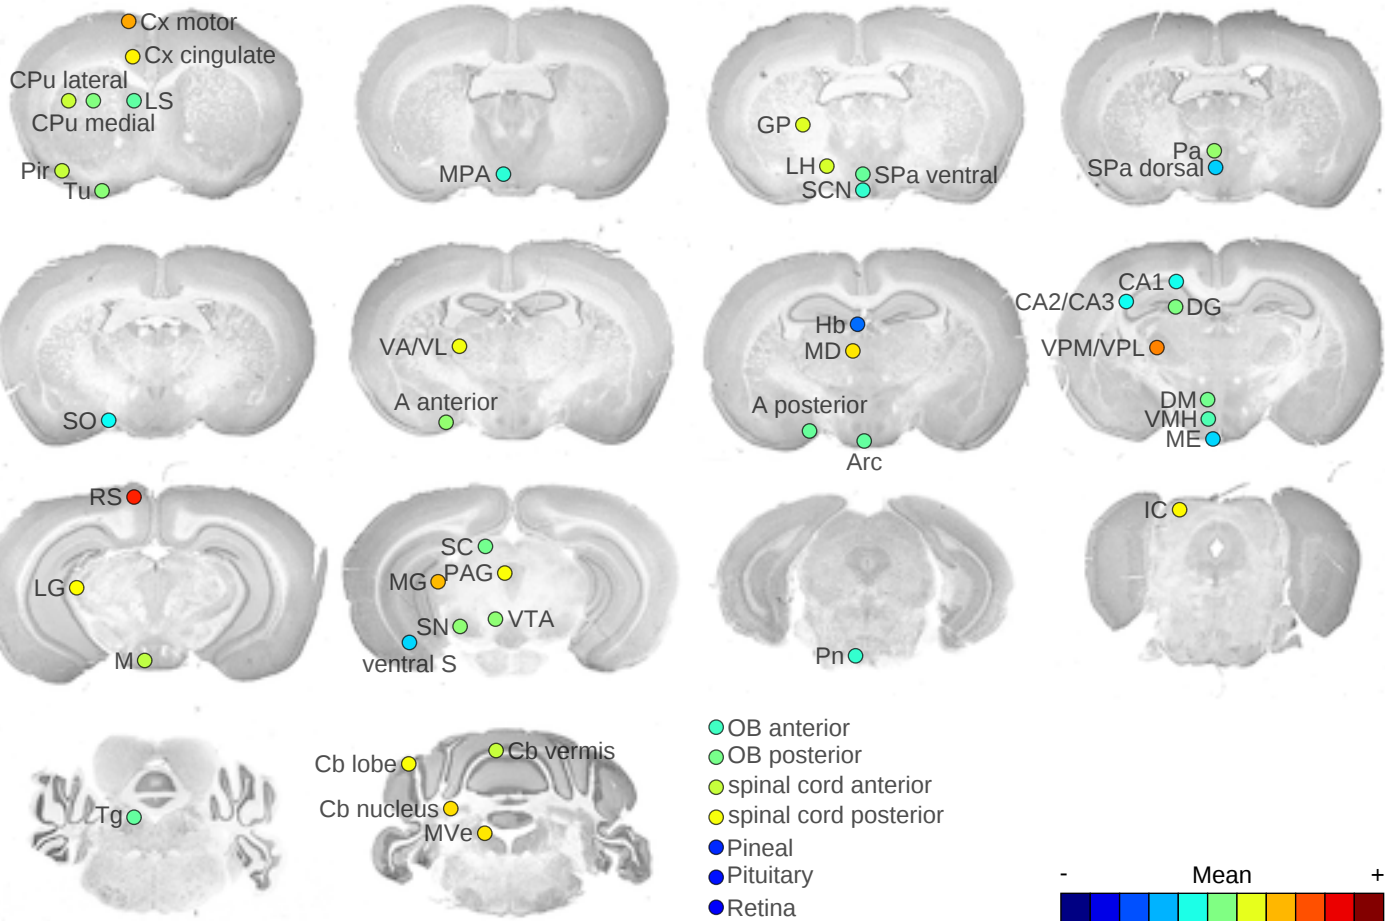 Cx motor
Cx cingulate
CPu lateral
LS
CPu medial
Pir
Tu
MPA
GP
LH
SPa ventral
SCN
Pa
SPa dorsal
SO
VA/VL
A anterior
Hb
MD
A posterior
Arc
CA1
CA2/CA3
DG
VPM/VPL
DM
VMH
ME
RS
LG
M
SC
MG
PAG
SN
VTA
ventral S
Pn
IC
Tg
Cb lobe
Cb vermis
Cb nucleus
MVe
OB anterior
OB posterior
spinal cord anterior
spinal cord posterior
Pineal
Pituitary
Retina
- Mean +